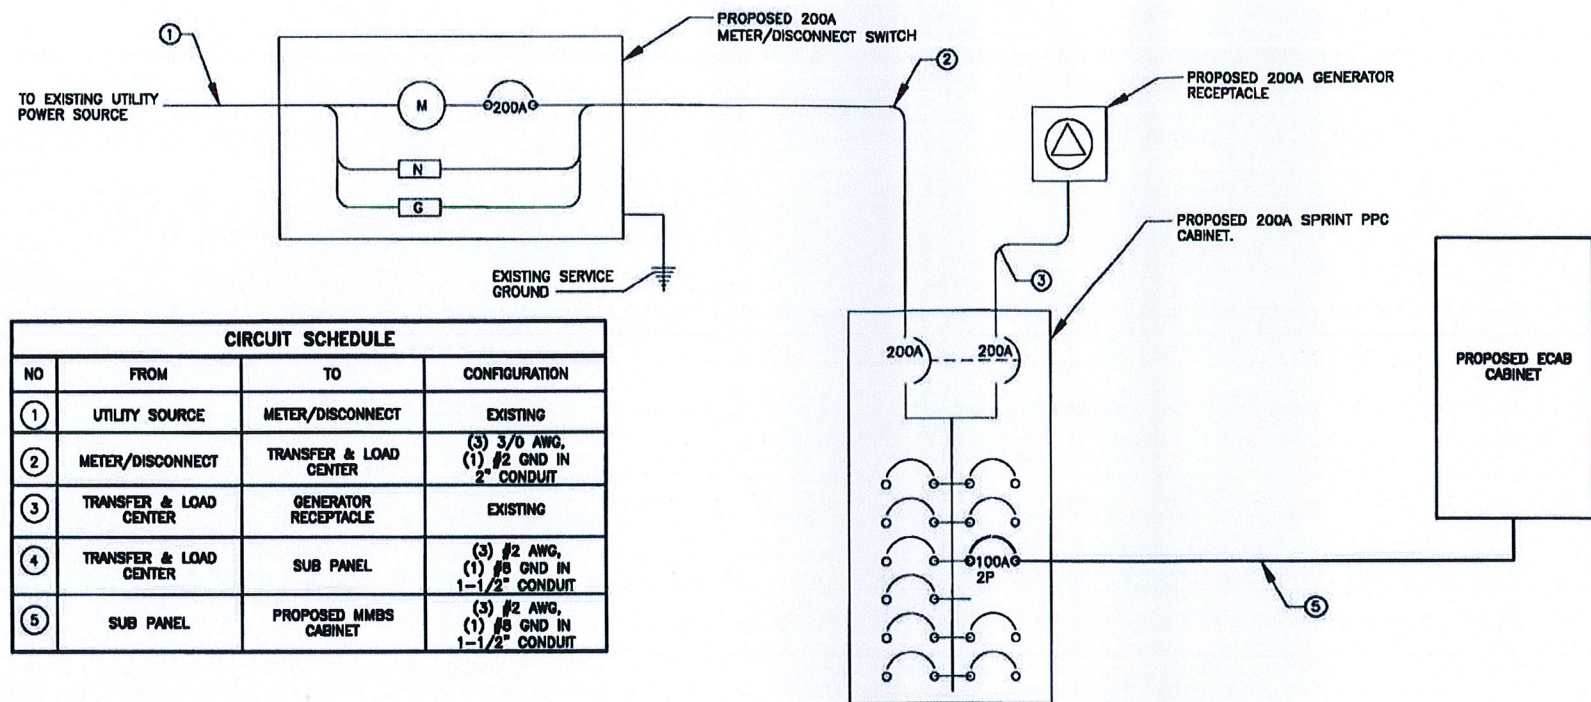 PROPOSED 200A
METER/DISCONNECT SWITCH
1
2
TO EXISTING UTILITY
POWER SOURCE
M
200A
N
G
PROPOSED 200A GENERATOR
RECEPTACLE
PROPOSED 200A SPRINT PPC
CABINET.
EXISTING SERVICE
GROUND
3
200A
200A
PROPOSED ECAB
CABINET
100A
2P
5
CIRCUIT SCHEDULE
NO FROM TO CONFIGURATION
1 UTILITY SOURCE METER/DISCONNECT EXISTING
2 METER/DISCONNECT TRANSFER & LOAD
CENTER
(3) 3/0 AWG,
(1) #2 GND IN
2" CONDUIT
3 TRANSFER & LOAD
CENTER
GENERATOR
RECEPTACLE
EXISTING
4 TRANSFER & LOAD
CENTER
SUB PANEL
(3) #2 AWG,
(1) #8 GND IN
1-1/2" CONDUIT
5 SUB PANEL
PROPOSED MMBS
CABINET
(3) #2 AWG,
(1) #8 GND IN
1-1/2" CONDUIT